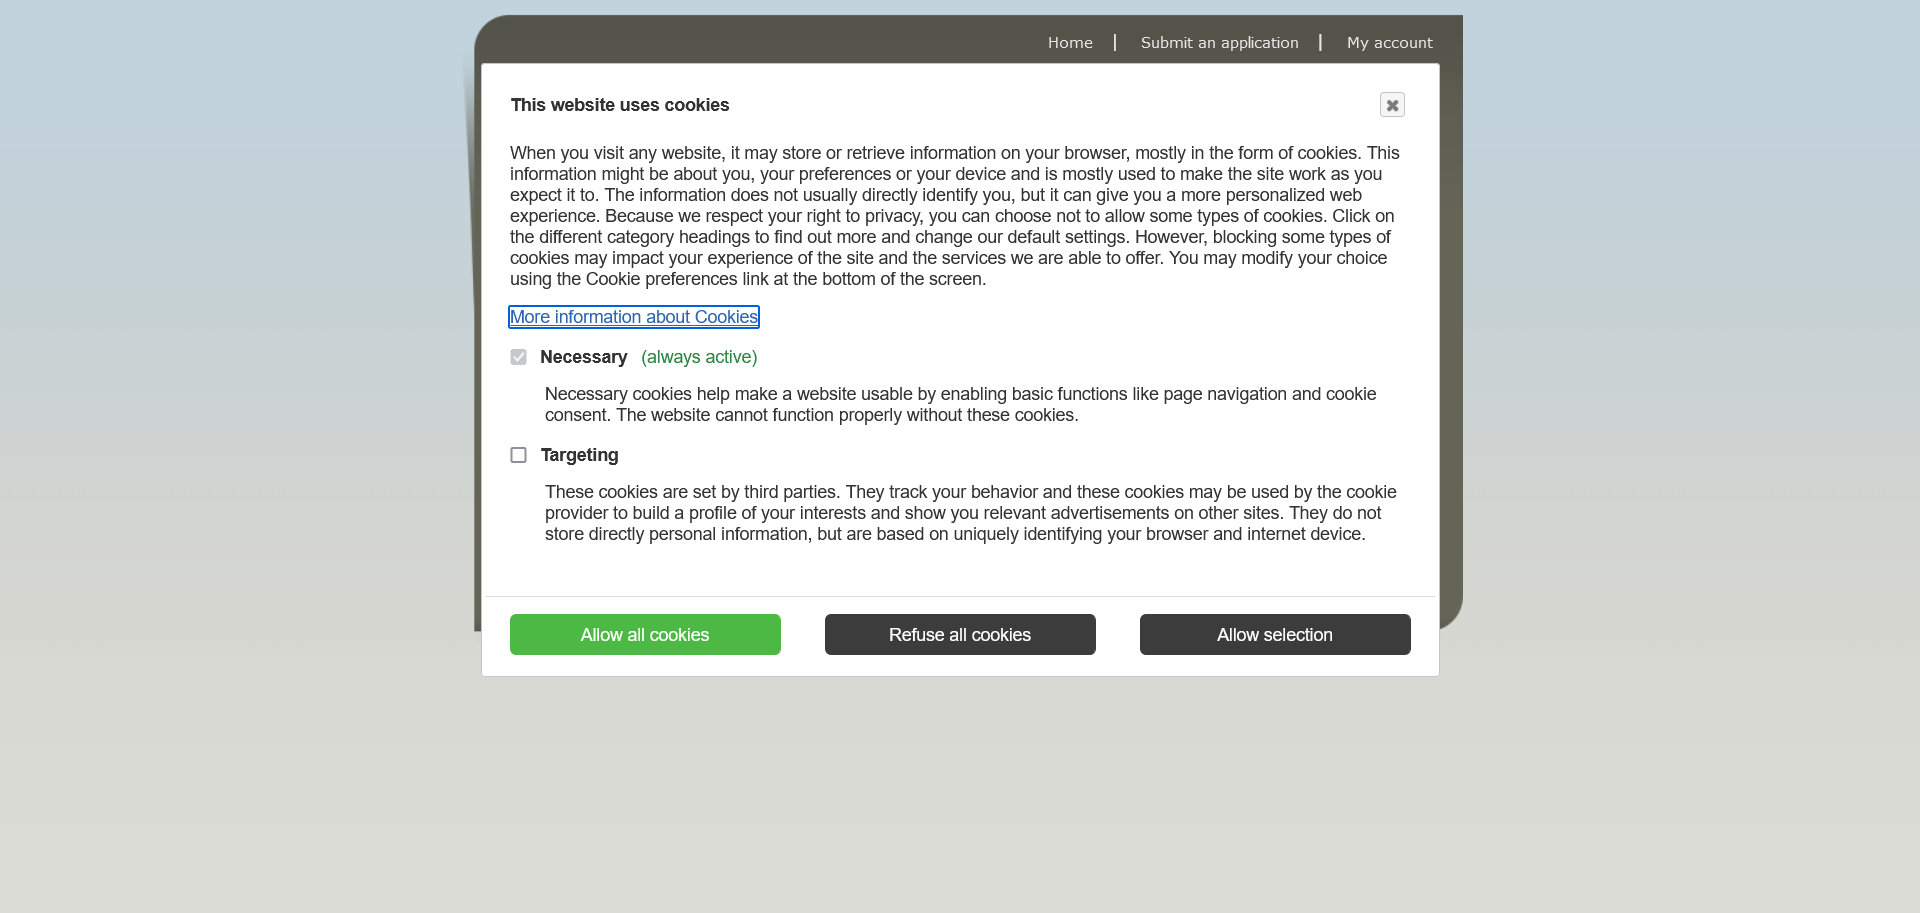 Home | Submit an application | My account
This website uses cookies
When you visit any website, it may store or retrieve information on your browser, mostly in the form of cookies. This
information might be about you, your preferences or your device and is mostly used to make the site work as you
expect it to. The information does not usually directly identify you, but it can give you a more personalized web
experience. Because we respect your right to privacy, you can choose not to allow some types of cookies. Click on
the different category headings to find out more and change our default settings. However, blocking some types of
cookies may impact your experience of the site and the services we are able to offer. You may modify your choice
using the Cookie preferences link at the bottom of the screen.
More information about Cookies
Necessary (always active)
Necessary cookies help make a website usable by enabling basic functions like page navigation and cookie
consent. The website cannot function properly without these cookies.
Targeting
These cookies are set by third parties. They track your behavior and these cookies may be used by the cookie
provider to build a profile of your interests and show you relevant advertisements on other sites. They do not
store directly personal information, but are based on uniquely identifying your browser and internet device.
Allow all cookies
Refuse all cookies
Allow selection